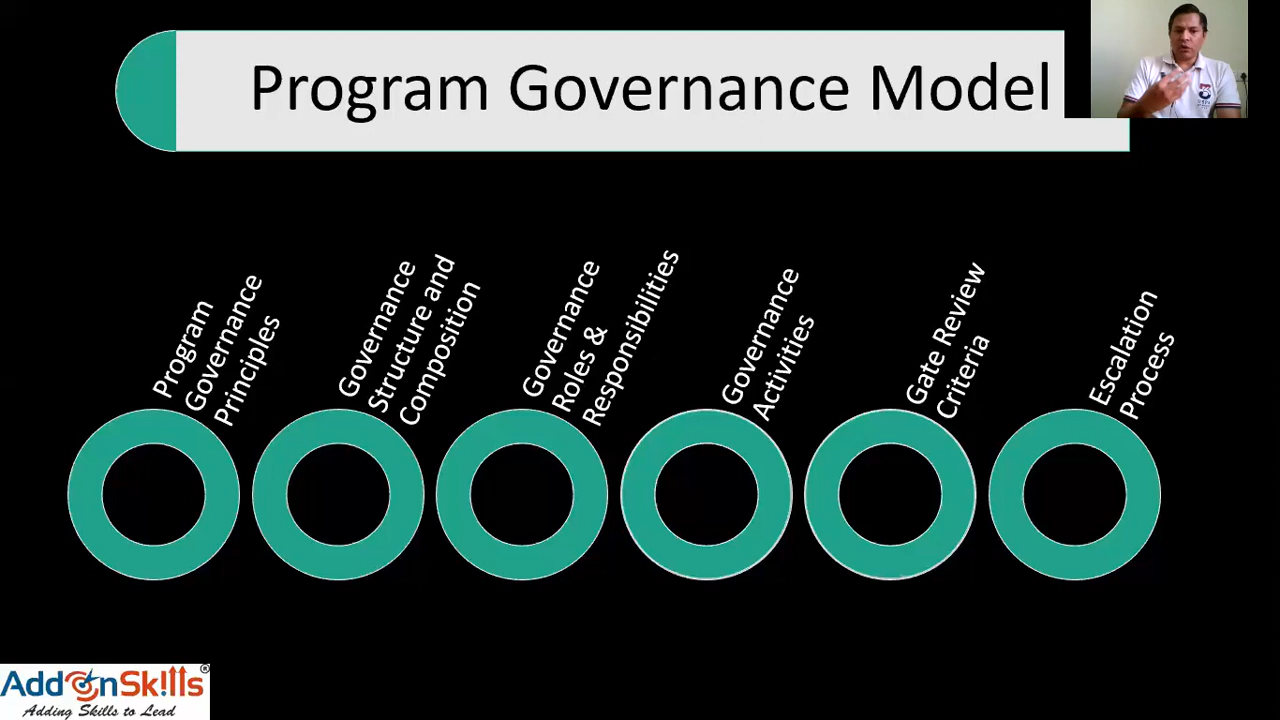 Program Governance Model
Program
Governance
Principles
Governance
Structure and
Composition
Governance
Roles &
Responsibilities
Governance
Activities
Gate Review
Criteria
Escalation
Process
AddOnSkills®
Adding Skills to Lead